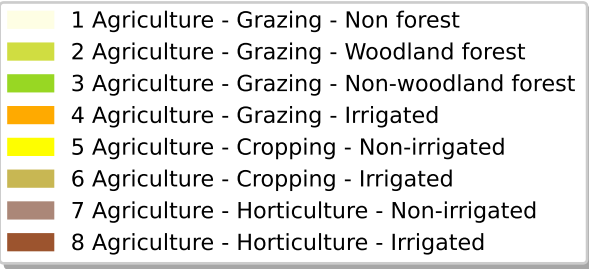 1 Agriculture - Grazing - Non forest
2 Agriculture - Grazing - Woodland forest
3 Agriculture - Grazing - Non-woodland forest
4 Agriculture - Grazing - Irrigated
5 Agriculture - Cropping - Non-irrigated
6 Agriculture - Cropping - Irrigated
7 Agriculture - Horticulture - Non-irrigated
8 Agriculture - Horticulture - Irrigated